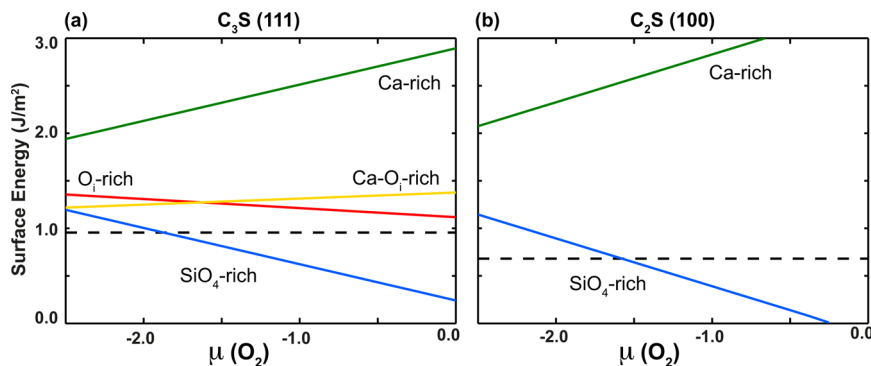 (a) C₃S (111)
(b) C₂S (100)
Surface Energy (J/m²)
3.0
2.0
1.0
0.0
Ca-rich
Oᵢ-rich
Ca-Oᵢ-rich
SiO₄-rich
-2.0 -1.0 0.0
μ (O₂)
Ca-rich
SiO₄-rich
-2.0 -1.0 0.0
μ (O₂)